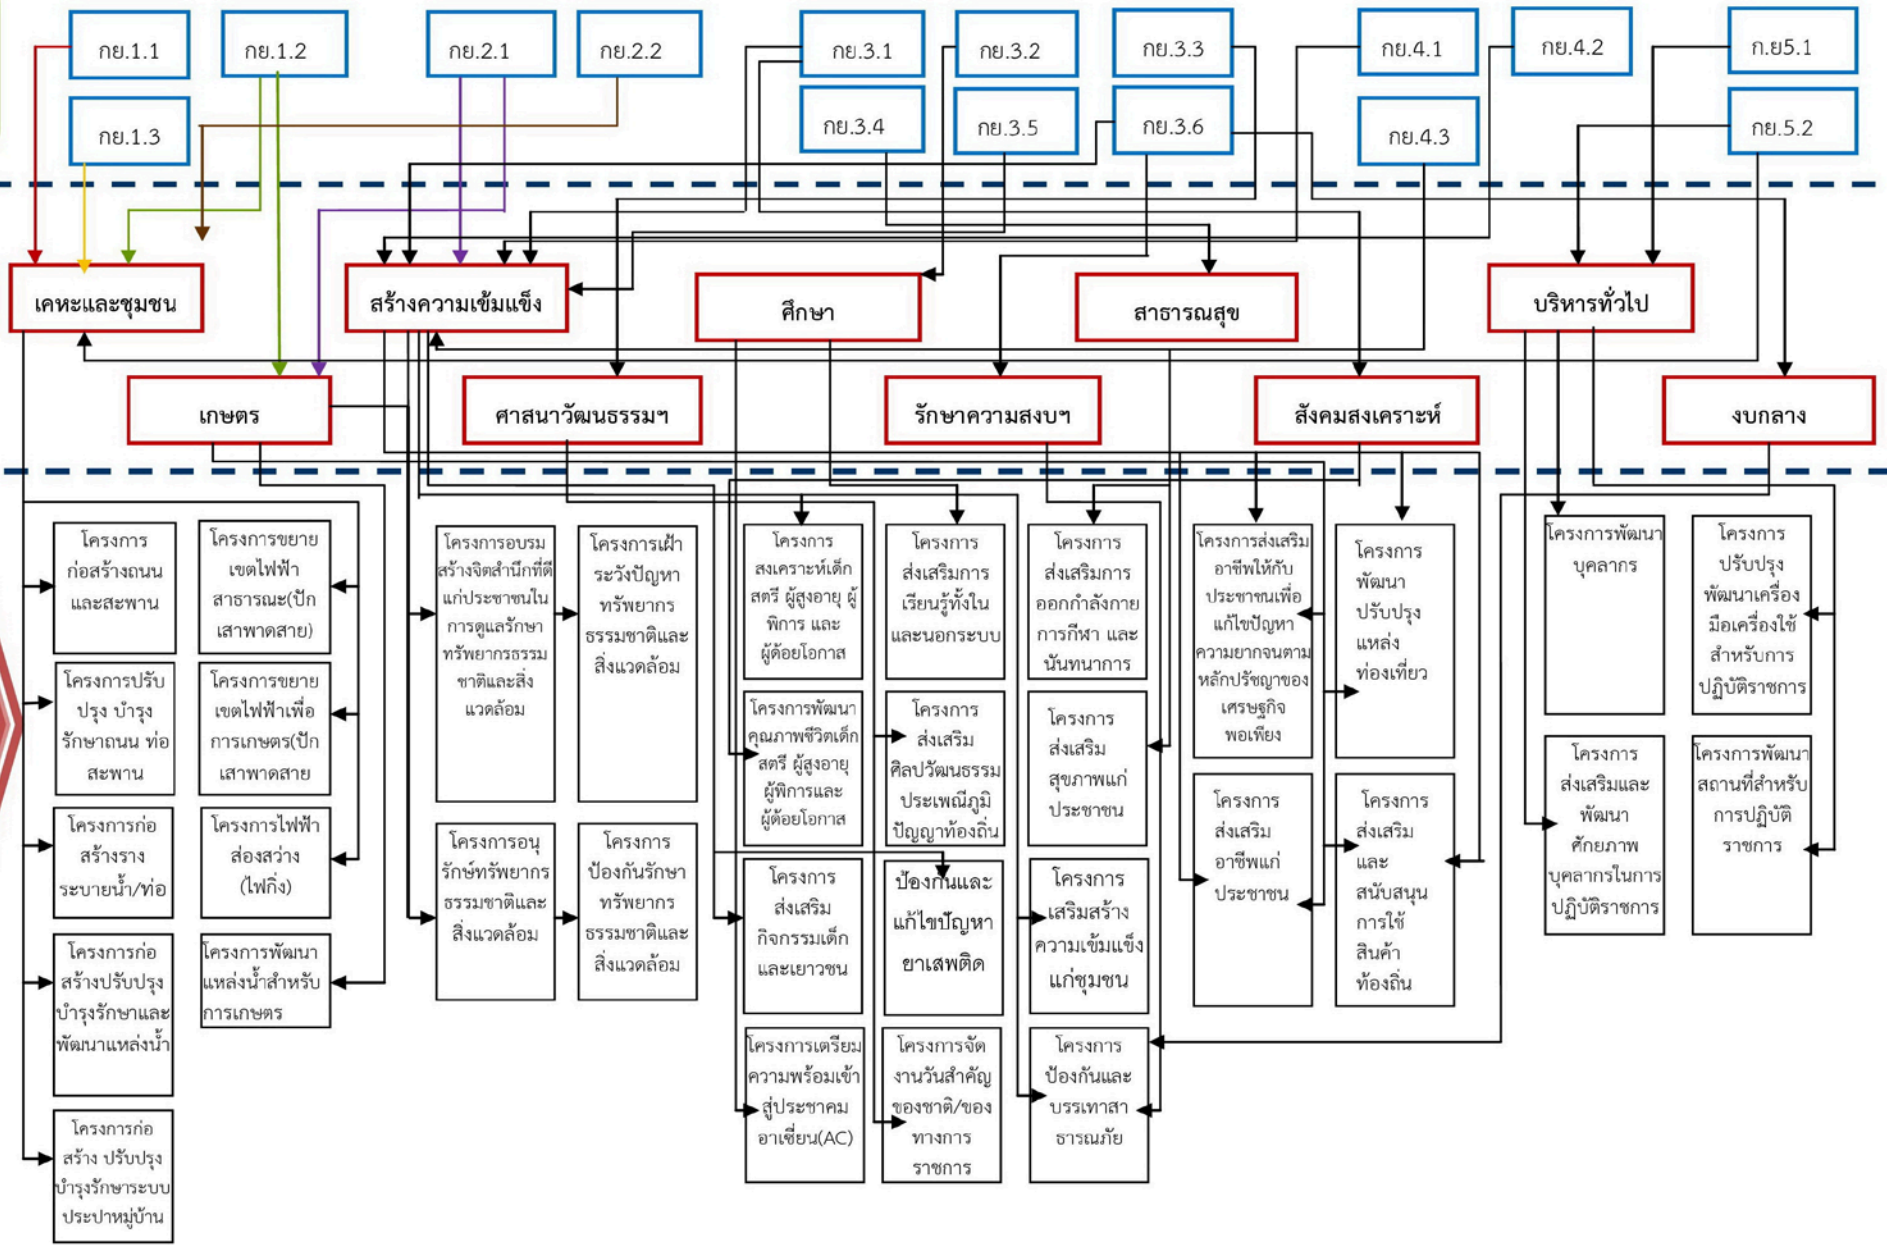 กย.1.1
กย.1.2
กย.2.1
กย.2.2
กย.3.1
กย.3.2
กย.3.3
กย.4.1
กย.4.2
ก.ย5.1
กย.1.3
กย.3.4
กย.3.5
กย.3.6
กย.4.3
กย.5.2
เคหะและชุมชน
สร้างความเข้มแข็ง
ศึกษา
สาธารณสุข
บริหารทั่วไป
เกษตร
ศาสนาวัฒนธรรมฯ
รักษาความสงบฯ
สังคมสงเคราะห์
งบกลาง
โครงการ
ก่อสร้างถนน
และสะพาน
โครงการขยาย
เขตไฟฟ้า
สาธารณะ(ปัก
เสาพาดสาย)
โครงการอบรม
สร้างจิตสำนึกที่ดี
แก่ประชาชนใน
การดูแลรักษา
ทรัพยากรธรรม
ชาติและสิ่ง
แวดล้อม
โครงการเฝ้า
ระวังปัญหา
ทรัพยากร
ธรรมชาติและ
สิ่งแวดล้อม
โครงการ
สงเคราะห์เด็ก
สตรี ผู้สูงอายุ ผู้
พิการ และ
ผู้ด้อยโอกาส
โครงการ
ส่งเสริมการ
เรียนรู้ทั้งใน
และนอกระบบ
โครงการ
ส่งเสริมการ
ออกกำลังกาย
การกีฬา และ
นันทนาการ
โครงการส่งเสริม
อาชีพให้กับ
ประชาชนเพื่อ
แก้ไขปัญหา
ความยากจนตาม
หลักปรัชญาของ
เศรษฐกิจ
พอเพียง
โครงการ
พัฒนา
ปรับปรุง
แหล่ง
ท่องเที่ยว
โครงการพัฒนา
บุคลากร
โครงการ
ปรับปรุง
พัฒนาเครื่อง
มือเครื่องใช้
สำหรับการ
ปฏิบัติราชการ
โครงการปรับ
ปรุง บำรุง
รักษาถนน ท่อ
สะพาน
โครงการขยาย
เขตไฟฟ้าเพื่อ
การเกษตร(ปัก
เสาพาดสาย
โครงการพัฒนา
คุณภาพชีวิตเด็ก
สตรี ผู้สูงอายุ
ผู้พิการและ
ผู้ด้อยโอกาส
โครงการ
ส่งเสริม
ศิลปวัฒนธรรม
ประเพณีภูมิ
ปัญญาท้องถิ่น
โครงการ
ส่งเสริม
สุขภาพแก่
ประชาชน
โครงการ
ส่งเสริม
อาชีพแก่
ประชาชน
โครงการ
ส่งเสริม
และ
สนับสนุน
การใช้
สินค้า
ท้องถิ่น
โครงการ
ส่งเสริมและ
พัฒนา
ศักยภาพ
บุคลากรในการ
ปฏิบัติราชการ
โครงการพัฒนา
สถานที่สำหรับ
การปฏิบัติ
ราชการ
โครงการก่อ
สร้างราง
ระบายน้ำ/ท่อ
โครงการไฟฟ้า
ส่องสว่าง
(ไฟกิ่ง)
โครงการอนุ
รักษ์ทรัพยากร
ธรรมชาติและ
สิ่งแวดล้อม
โครงการ
ป้องกันรักษา
ทรัพยากร
ธรรมชาติและ
สิ่งแวดล้อม
โครงการ
ส่งเสริม
กิจกรรมเด็ก
และเยาวชน
ป้องกันและ
แก้ไขปัญหา
ยาเสพติด
โครงการ
เสริมสร้าง
ความเข้มแข็ง
แก่ชุมชน
โครงการก่อ
สร้างปรับปรุง
บำรุงรักษาและ
พัฒนาแหล่งน้ำ
โครงการพัฒนา
แหล่งน้ำสำหรับ
การเกษตร
โครงการเตรียม
ความพร้อมเข้า
สู่ประชาคม
อาเซี่ยน(AC)
โครงการจัด
งานวันสำคัญ
ของชาติ/ของ
ทางการ
ราชการ
โครงการ
ป้องกันและ
บรรเทาสา
ธารณภัย
โครงการก่อ
สร้าง ปรับปรุง
บำรุงรักษาระบบ
ประปาหมู่บ้าน